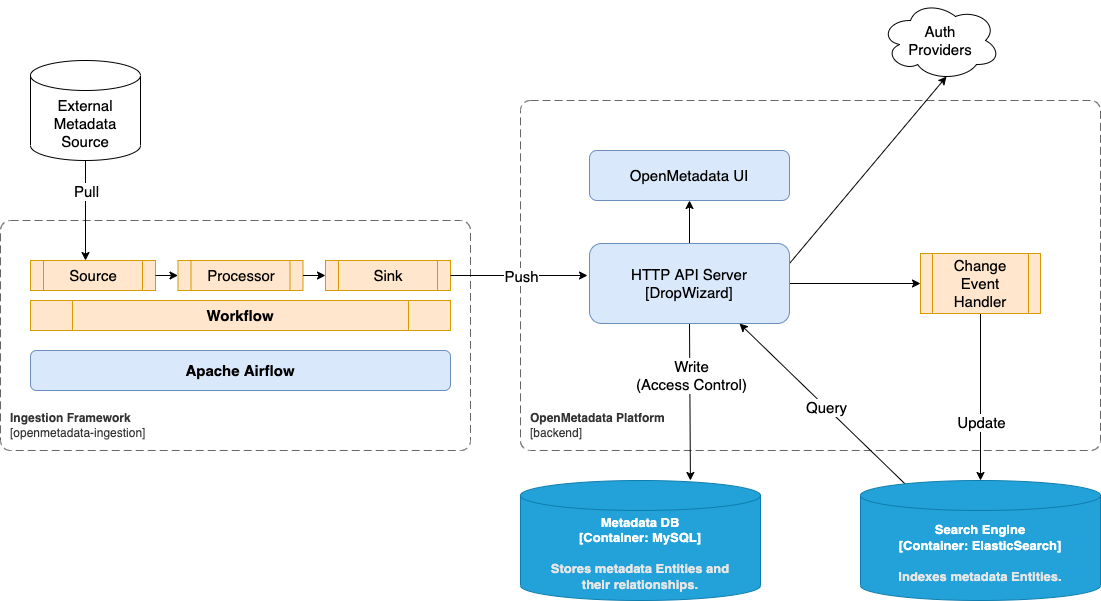 Auth
Providers
External
Metadata
Source
Pull
OpenMetadata UI
Source
Processor
Sink
Push
HTTP API Server
[DropWizard]
Change
Event
Handler
Workflow
Apache Airflow
Write
(Access Control)
Query
Update
Ingestion Framework
[openmetadata-ingestion]
OpenMetadata Platform
[backend]
Metadata DB
[Container: MySQL]
Stores metadata Entities and
their relationships.
Search Engine
[Container: ElasticSearch]
Indexes metadata Entities.